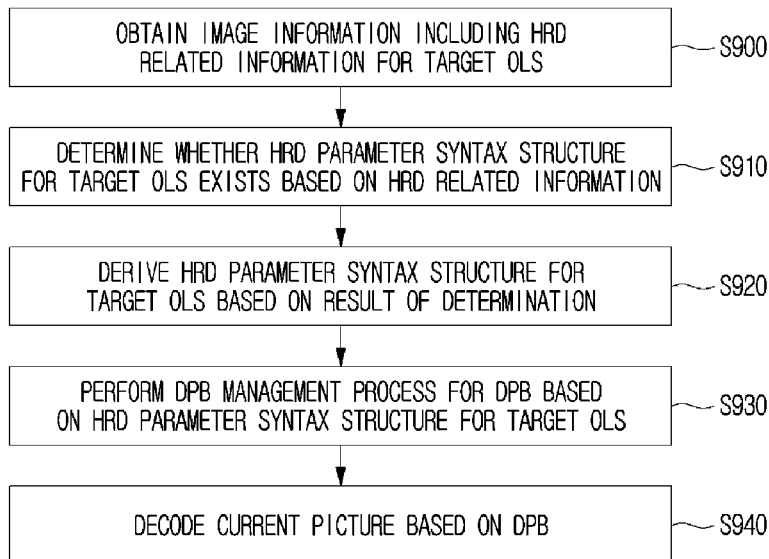 OBTAIN IMAGE INFORMATION INCLUDING HRD
RELATED INFORMATION FOR TARGET OLS
S900
DETERMINE WHETHER HRD PARAMETER SYNTAX STRUCTURE
FOR TARGET OLS EXISTS BASED ON HRD RELATED INFORMATION
S910
DERIVE HRD PARAMETER SYNTAX STRUCTURE FOR
TARGET OLS BASED ON RESULT OF DETERMINATION
S920
PERFORM DPB MANAGEMENT PROCESS FOR DPB BASED
ON HRD PARAMETER SYNTAX STRUCTURE FOR TARGET OLS
S930
DECODE CURRENT PICTURE BASED ON DPB
S940